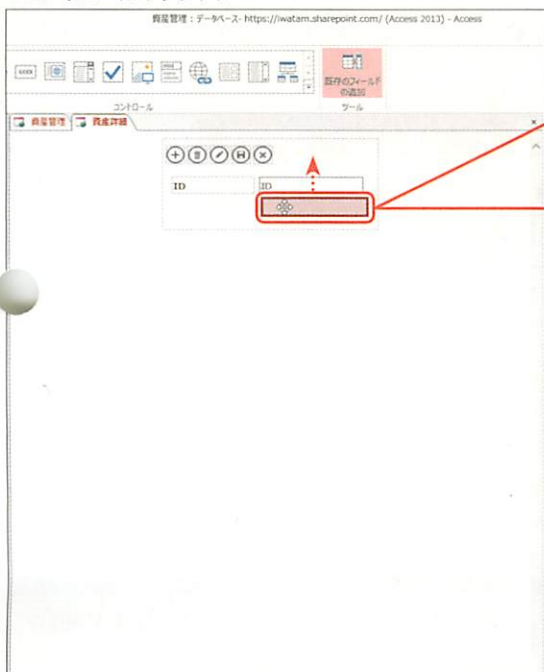 資産管理：データベース- https://iwatam.sharepoint.com/ (Access 2013) - Access
既存のフィールド
の追加
コントロール
ツール
資産管理
資産詳細
ID
ID